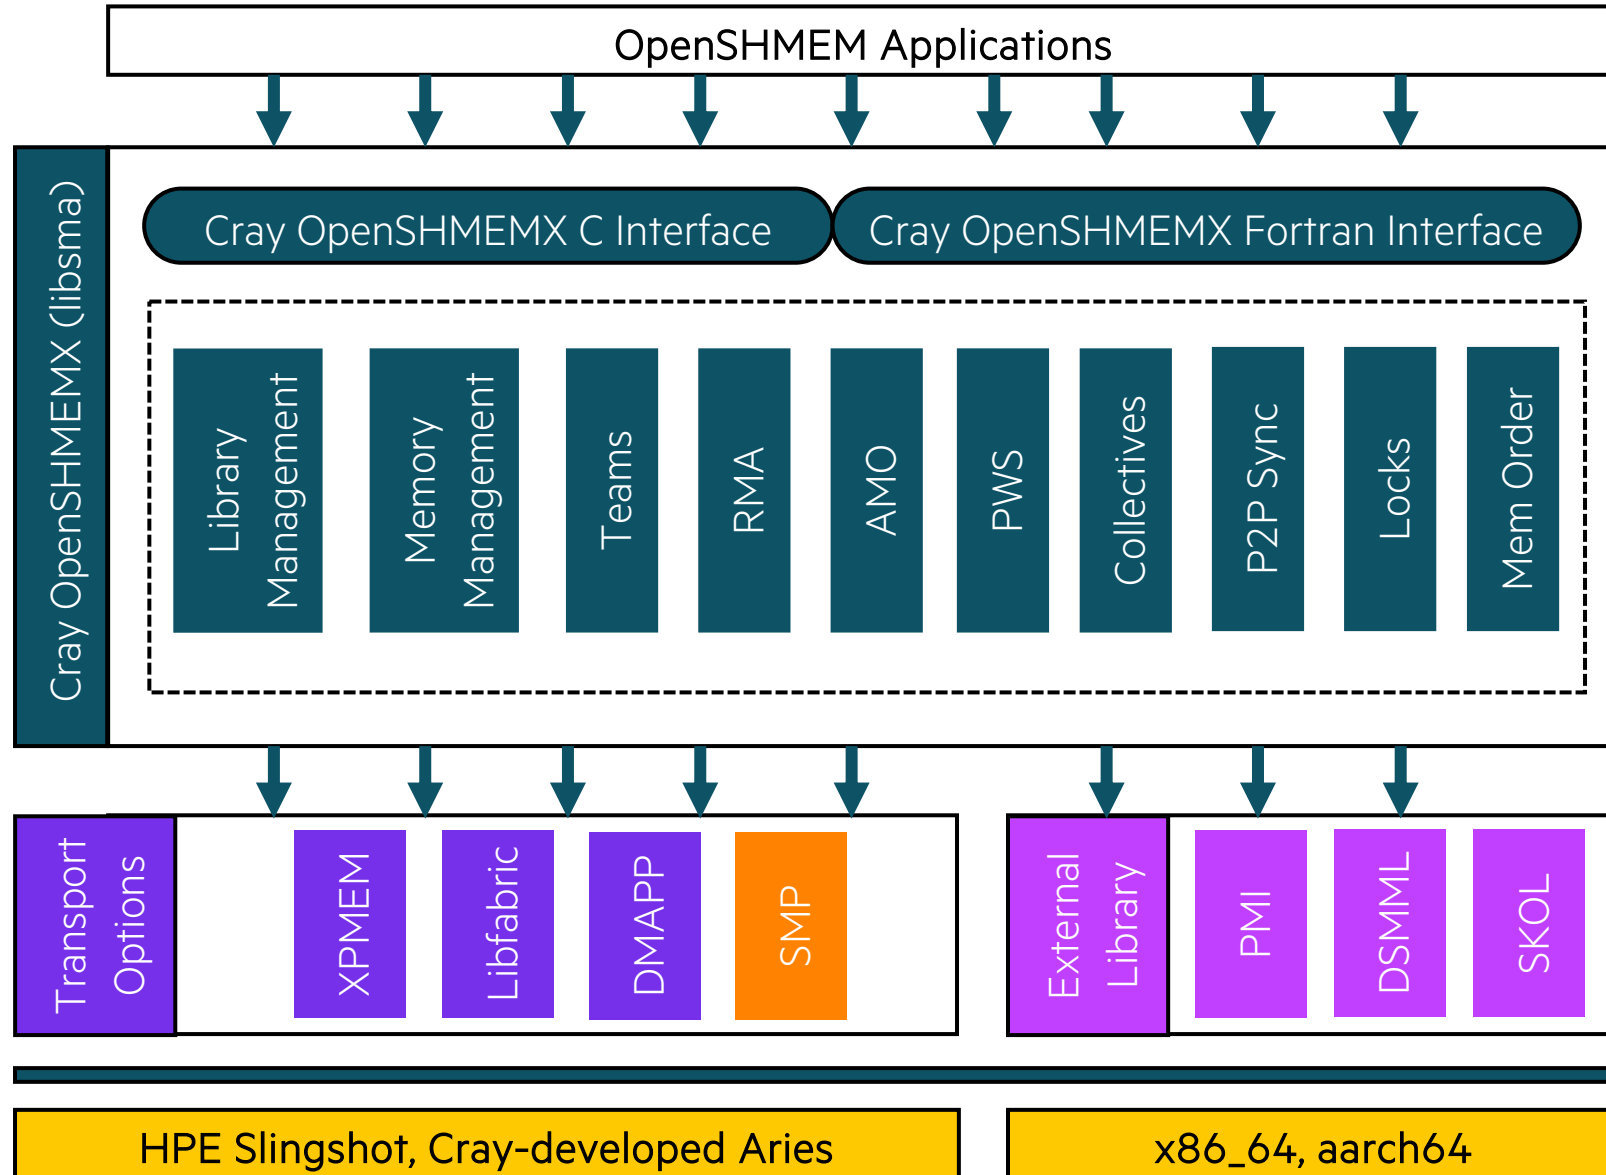 OpenSHMEM Applications
Cray OpenSHMEMX (libsma)
Cray OpenSHMEMX C Interface
Cray OpenSHMEMX Fortran Interface
Library
Management
Memory
Management
Teams
RMA
AMO
PWS
Collectives
P2P Sync
Locks
Mem Order
Transport
Options
XPMEM
Libfabric
DMAPP
SMP
External
Library
PMI
DSMML
SKOL
HPE Slingshot, Cray-developed Aries
x86_64, aarch64